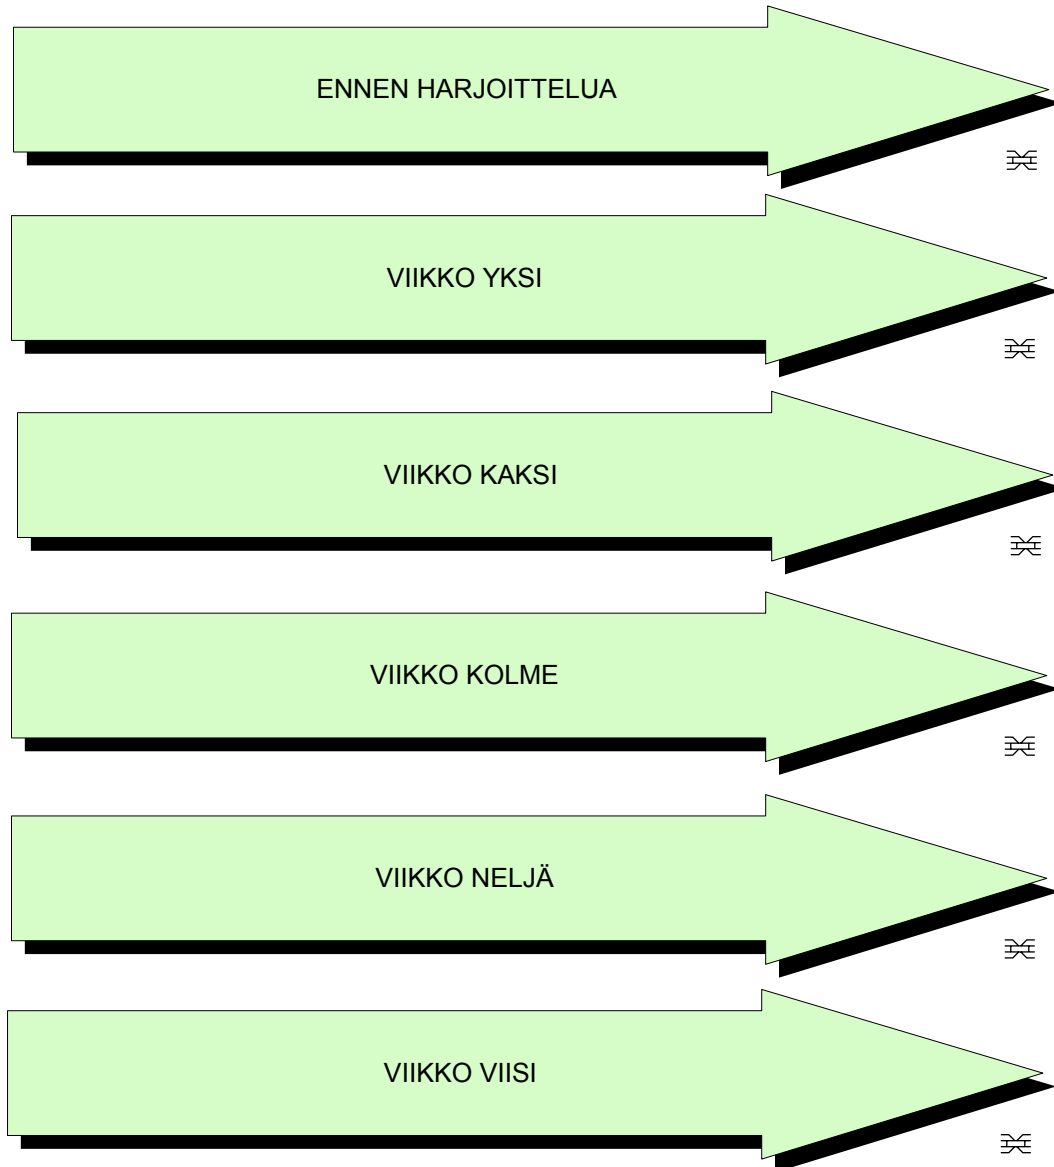 ENNEN HARJOITTELUA
VIIKKO YKSI
VIIKKO KAKSI
VIIKKO KOLME
VIIKKO NELJÄ
VIIKKO VIISI